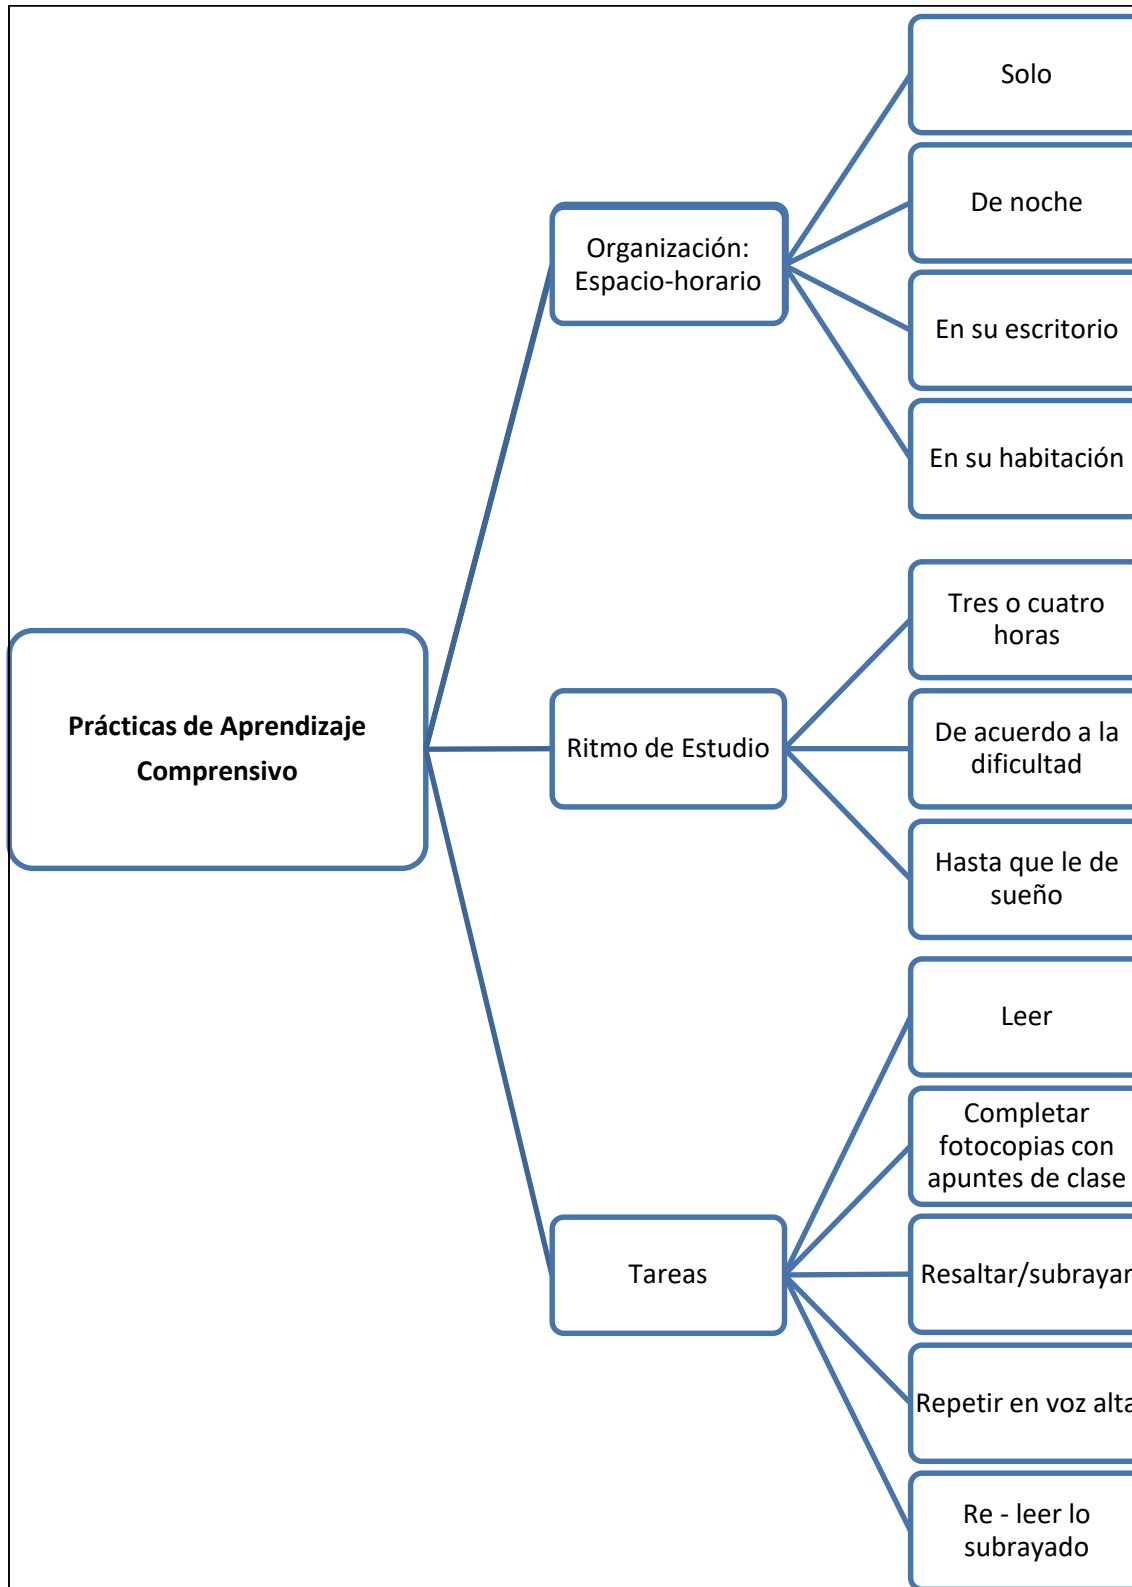 Prácticas de Aprendizaje
Comprensivo
Organización:
Espacio-horario
Solo
De noche
En su escritorio
En su habitación
Ritmo de Estudio
Tres o cuatro
horas
De acuerdo a la
dificultad
Hasta que le de
sueño
Tareas
Leer
Completar
fotocopias con
apuntes de clase
Resaltar/subrayar
Repetir en voz alta
Re - leer lo
subrayado